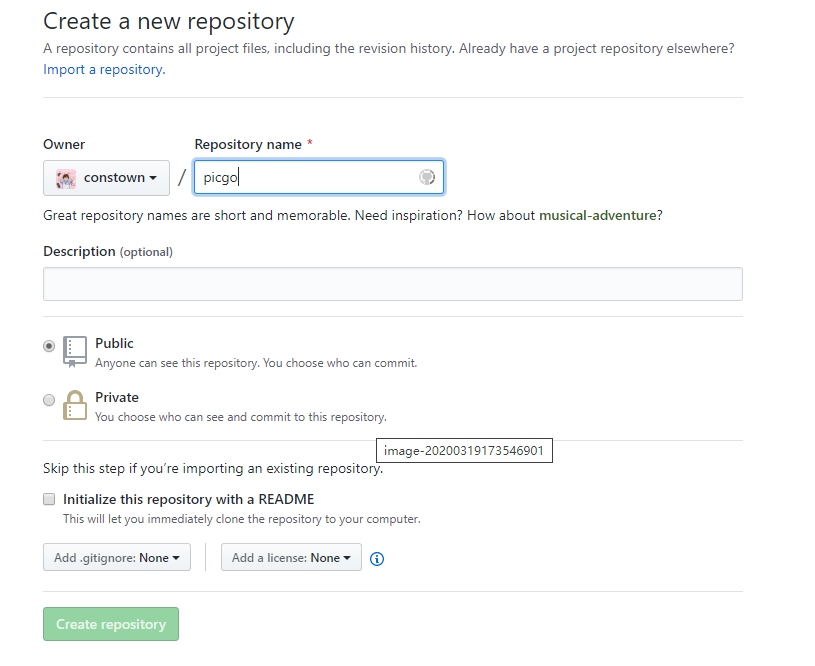 Create a new repository
A repository contains all project files, including the revision history. Already have a project repository elsewhere?
Import a repository.
Owner
Repository name *
constown / picgo
Great repository names are short and memorable. Need inspiration? How about musical-adventure?
Description (optional)
Public
Anyone can see this repository. You choose who can commit.
Private
You choose who can see and commit to this repository.
image-20200319173546901
Skip this step if you’re importing an existing repository.
Initialize this repository with a README
This will let you immediately clone the repository to your computer.
Add .gitignore: None
Add a license: None
Create repository